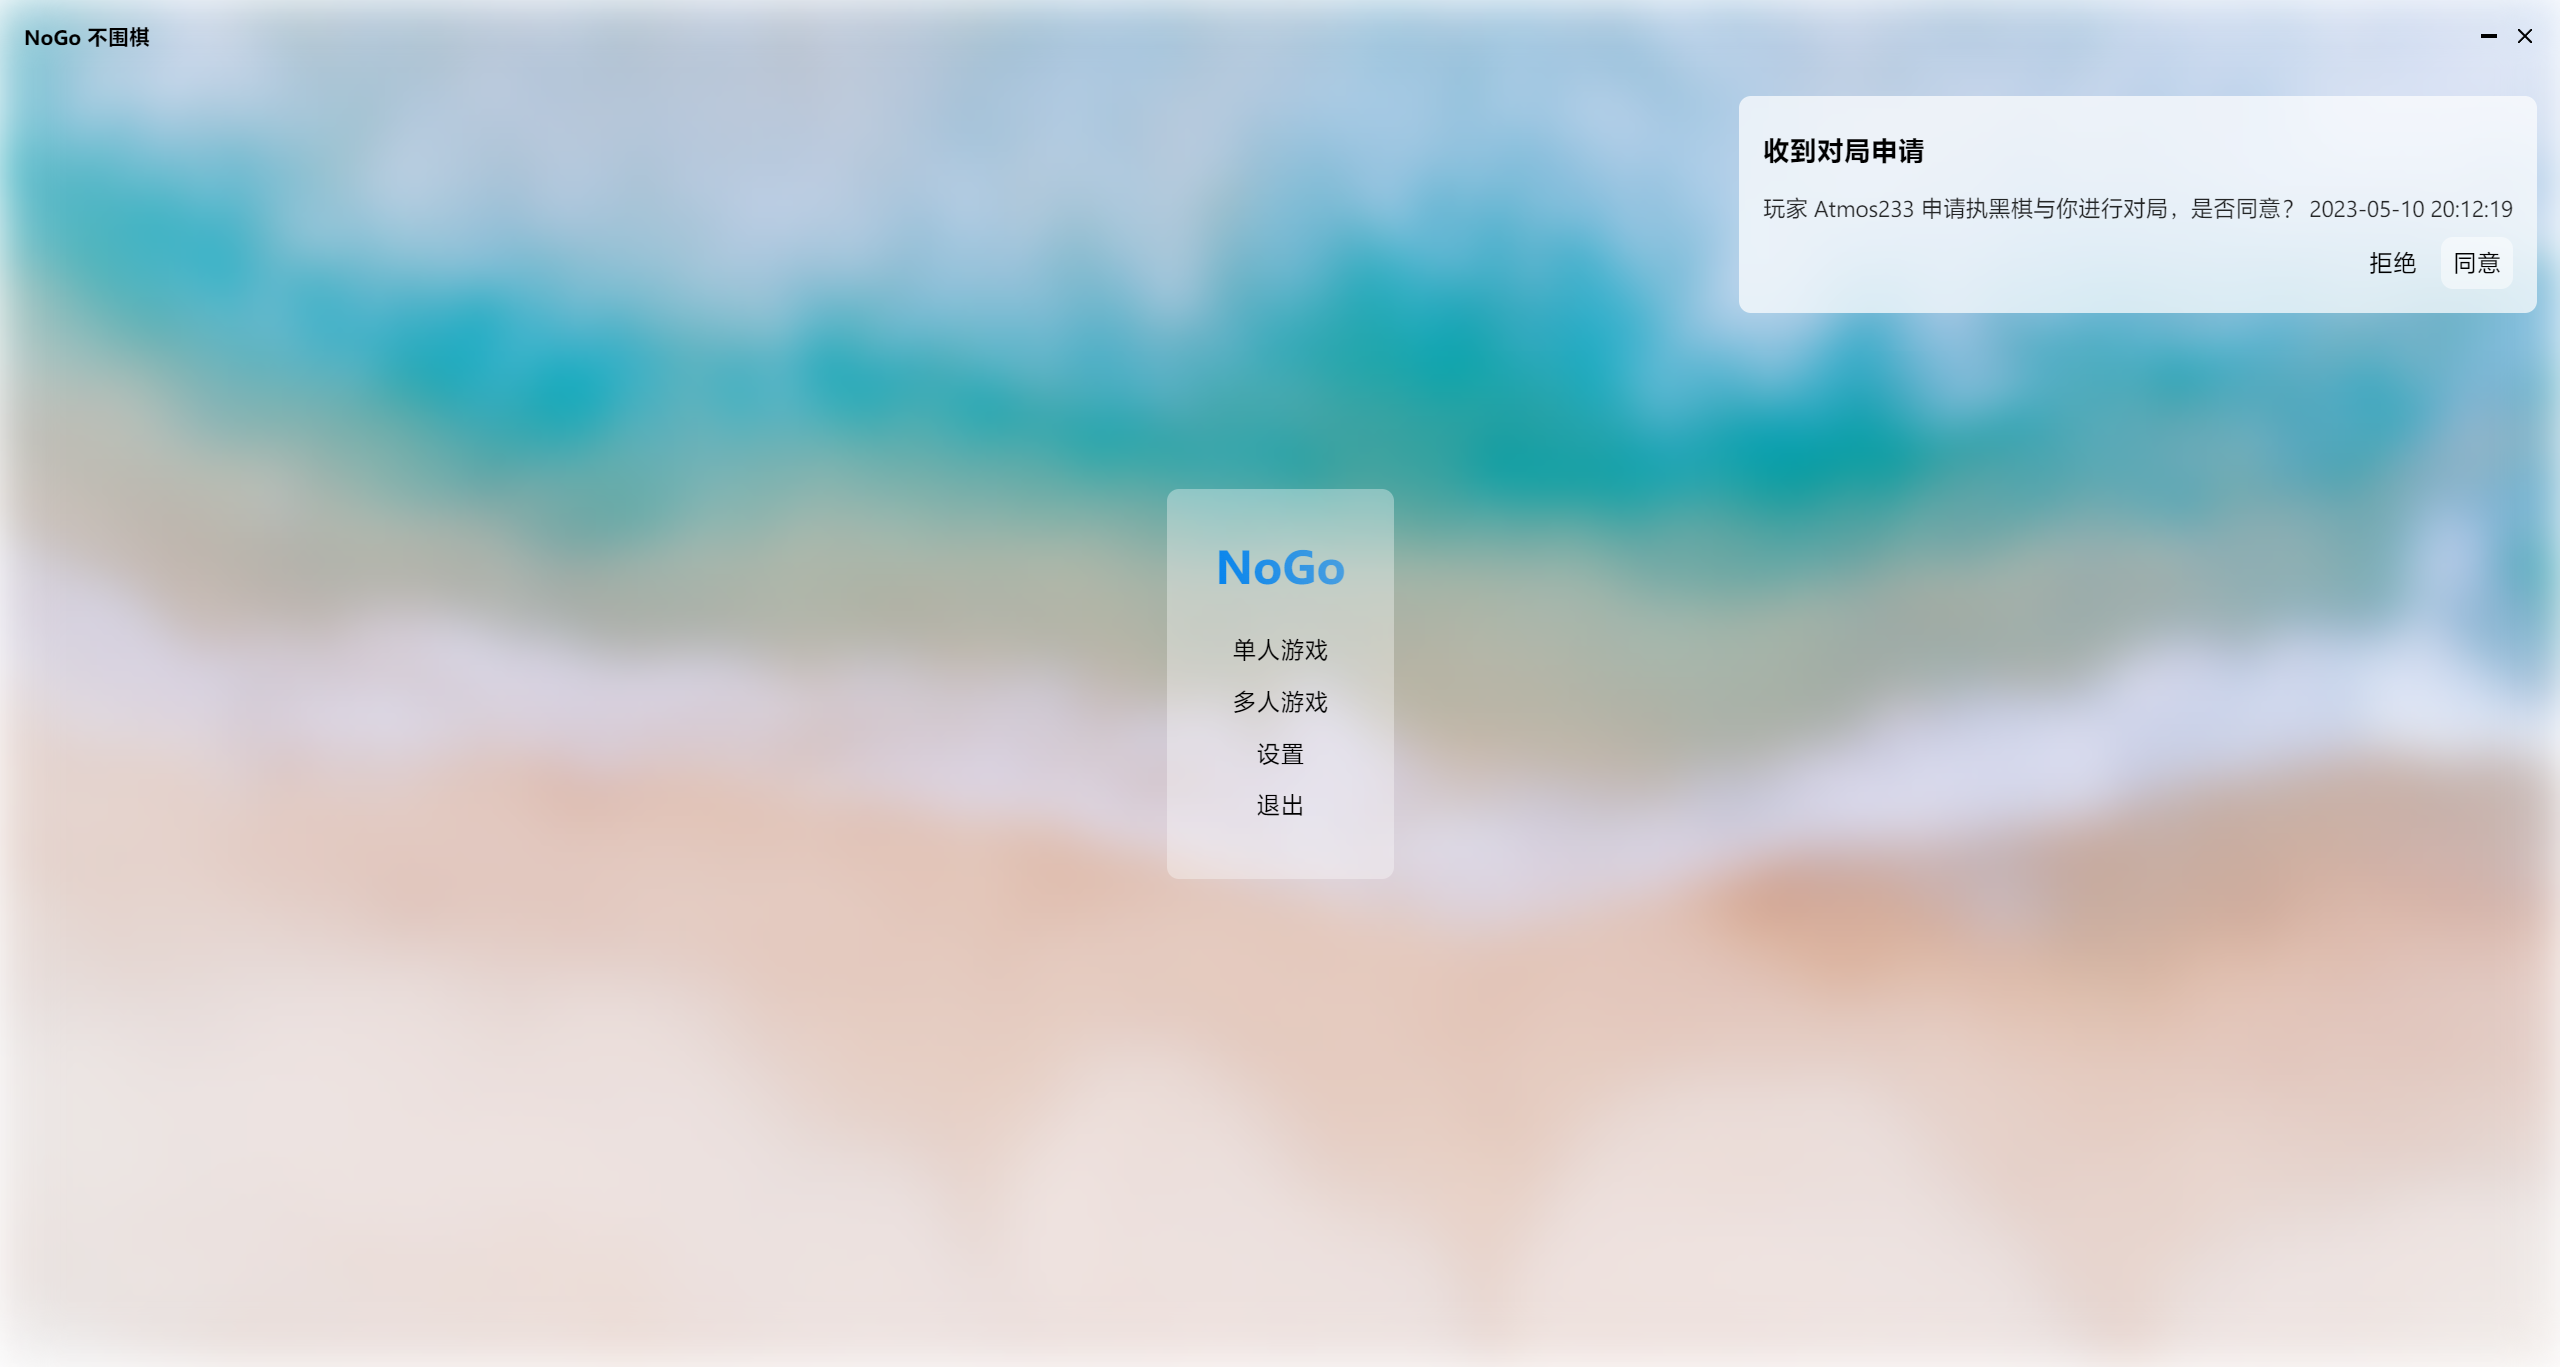 NoGo 不围棋
收到对局申请
玩家 Atmos233 申请执黑棋与你进行对局，是否同意？ 2023-05-10 20:12:19
拒绝 同意
NoGo
单人游戏
多人游戏
设置
退出